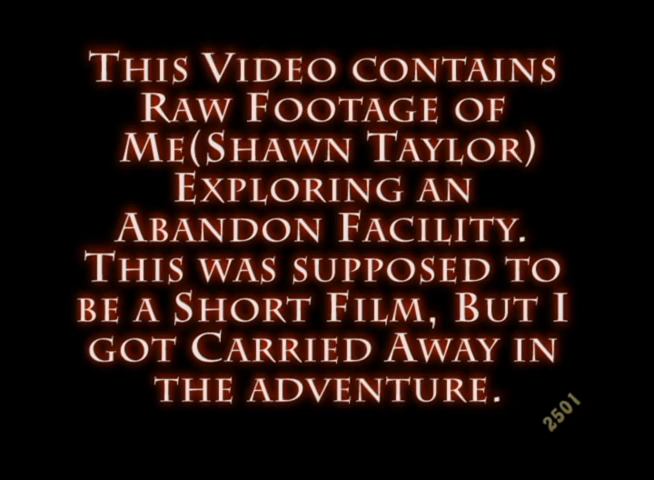 This Video contains
Raw Footage of
Me(Shawn Taylor)
Exploring an
Abandon Facility.
This was supposed to
be a Short Film, But I
got Carried Away in
the adventure.
2501